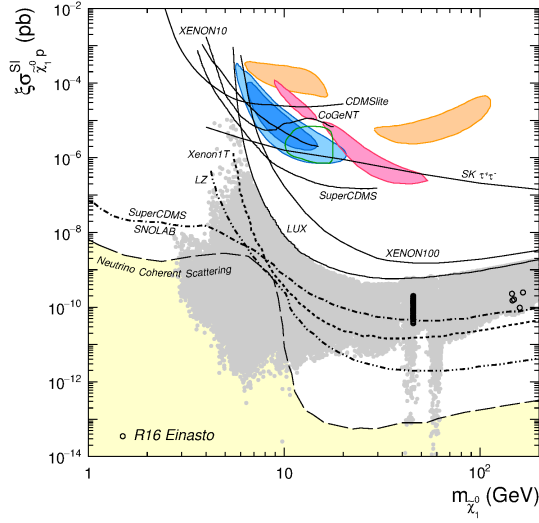 ξσ^SI_χ̃₁⁰ p (pb)
10⁻²
10⁻⁴
10⁻⁶
10⁻⁸
10⁻¹⁰
10⁻¹²
10⁻¹⁴
XENON10
CDMSlite
CoGeNT
Xenon1T
LZ
SK τ⁺τ⁻
SuperCDMS
SuperCDMS
SNOLAB
LUX
XENON100
Neutrino Coherent Scattering
R16 Einasto
1
10
10²
m_χ̃₁⁰ (GeV)